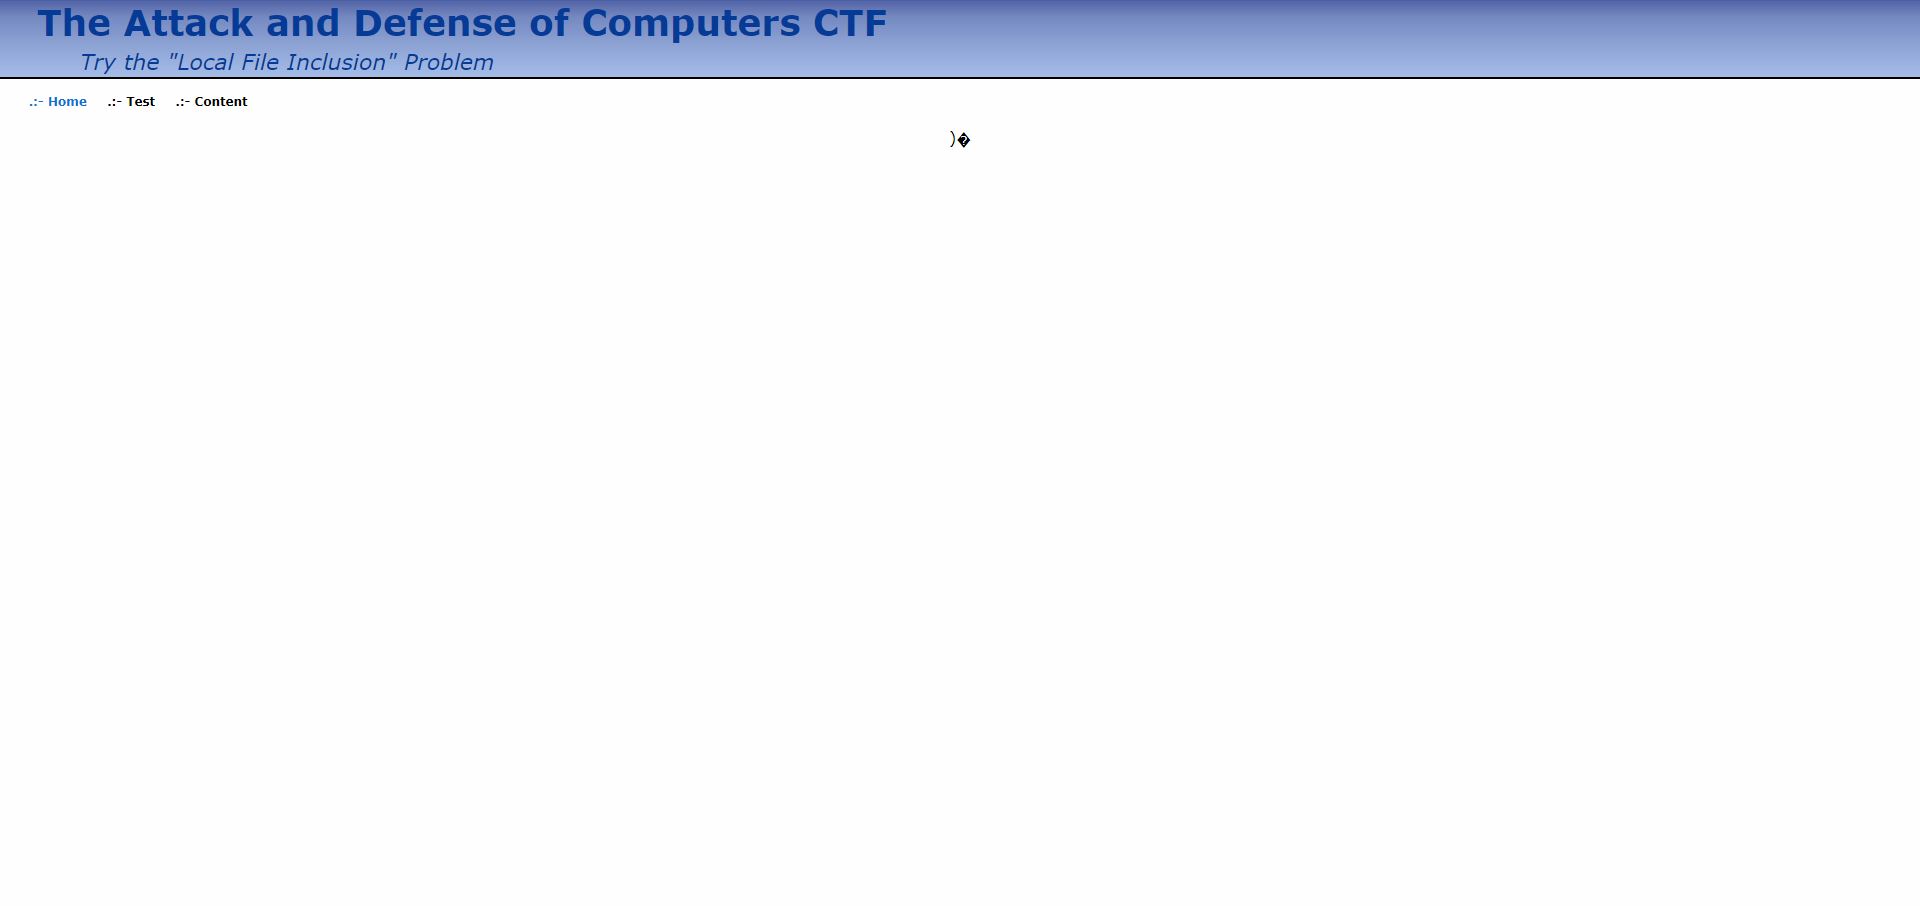 The Attack and Defense of Computers CTF
Try the "Local File Inclusion" Problem
.:- Home .:- Test .:- Content
)�